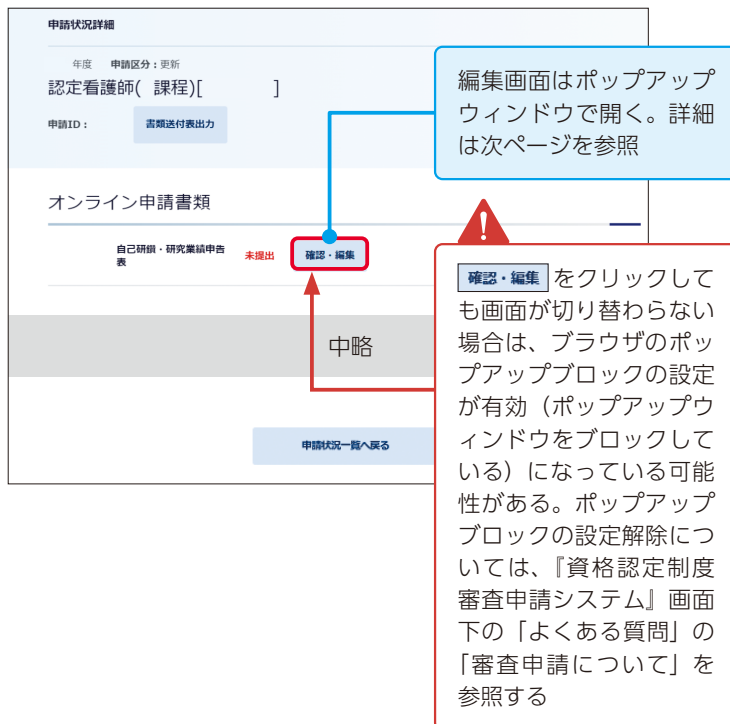 申請状況詳細
年度 申請区分：更新
認定看護師( 課程)[ ]
申請ID： 書類送付表出力
オンライン申請書類
自己研鑽・研究業績申告
表
未提出 確認・編集
中略
申請状況一覧へ戻る
編集画面はポップアップ
ウィンドウで開く。詳細
は次ページを参照
確認・編集 をクリックして
も画面が切り替わらない
場合は、ブラウザのポッ
プアップブロックの設定
が有効（ポップアップウ
ィンドウをブロックして
いる）になっている可能
性がある。ポップアップ
ブロックの設定解除につ
いては、『資格認定制度
審査申請システム』画面
下の「よくある質問」の
「審査申請について」を
参照する